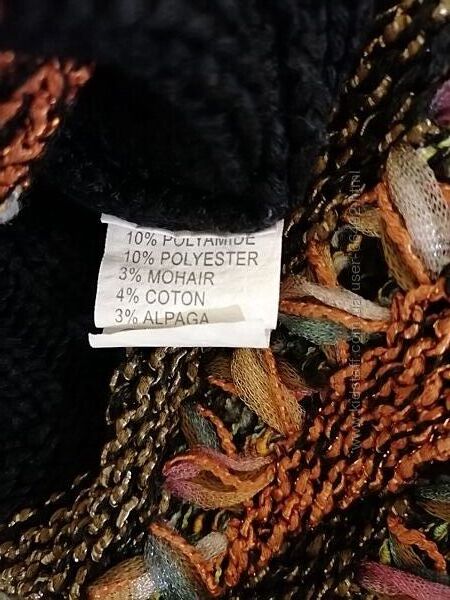 10% POLYAMIDE
10% POLYESTER
3% MOHAIR
4% COTON
3% ALPAGA